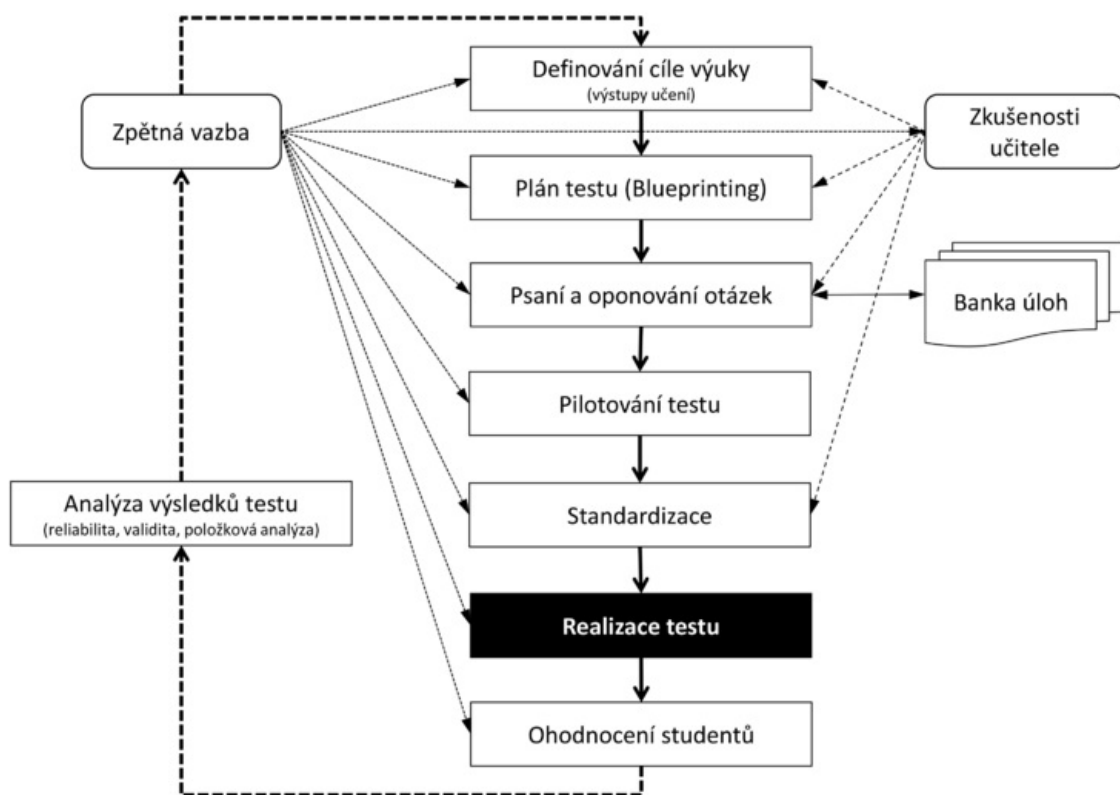 Definování cíle výuky
(výstupy učení)
Zpětná vazba
Zkušenosti
učitele
Plán testu (Blueprinting)
Psaní a oponování otázek
Banka úloh
Pilotování testu
Analýza výsledků testu
(reliabilita, validita, položková analýza)
Standardizace
Realizace testu
Ohodnocení studentů